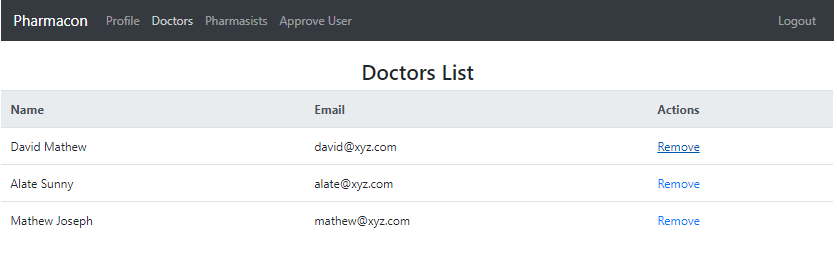 Pharmacon Profile Doctors Pharmasists Approve User Logout
Doctors List
Name Email Actions
David Mathew david@xyz.com Remove
Alate Sunny alate@xyz.com Remove
Mathew Joseph mathew@xyz.com Remove